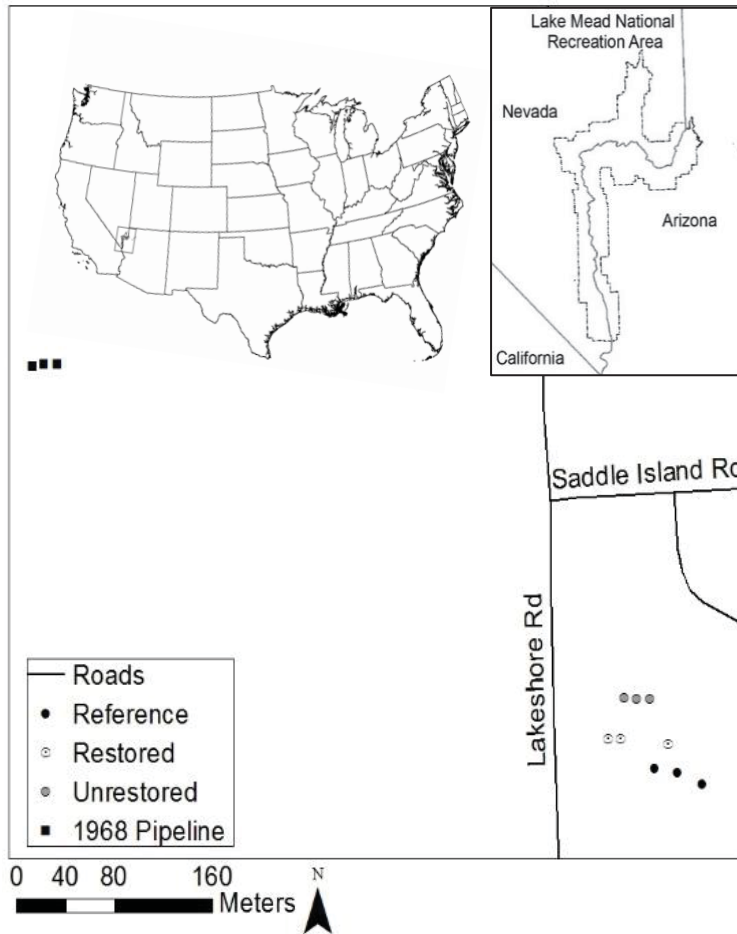 Lake Mead National
Recreation Area
Nevada
Arizona
California
Saddle Island
Lakeshore Rd
Roads
Reference
Restored
Unrestored
1968 Pipeline
0 40 80 160
Meters
N